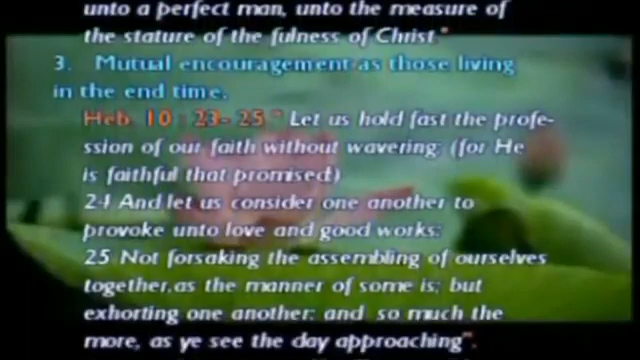 unto a perfect man, unto the measure of
the stature of the fulness of Christ."
3. Mutual encouragement as those living
in the end time.
Heb. 10 : 23- 25 " Let us hold fast the profe-
ssion of our faith without wavering; (for He
is faithful that promised;)
24 And let us consider one another to
provoke unto love and good works:
25 Not forsaking the assembling of ourselves
together,as the manner of some is; but
exhorting one another: and so much the
more, as ye see the day approaching".